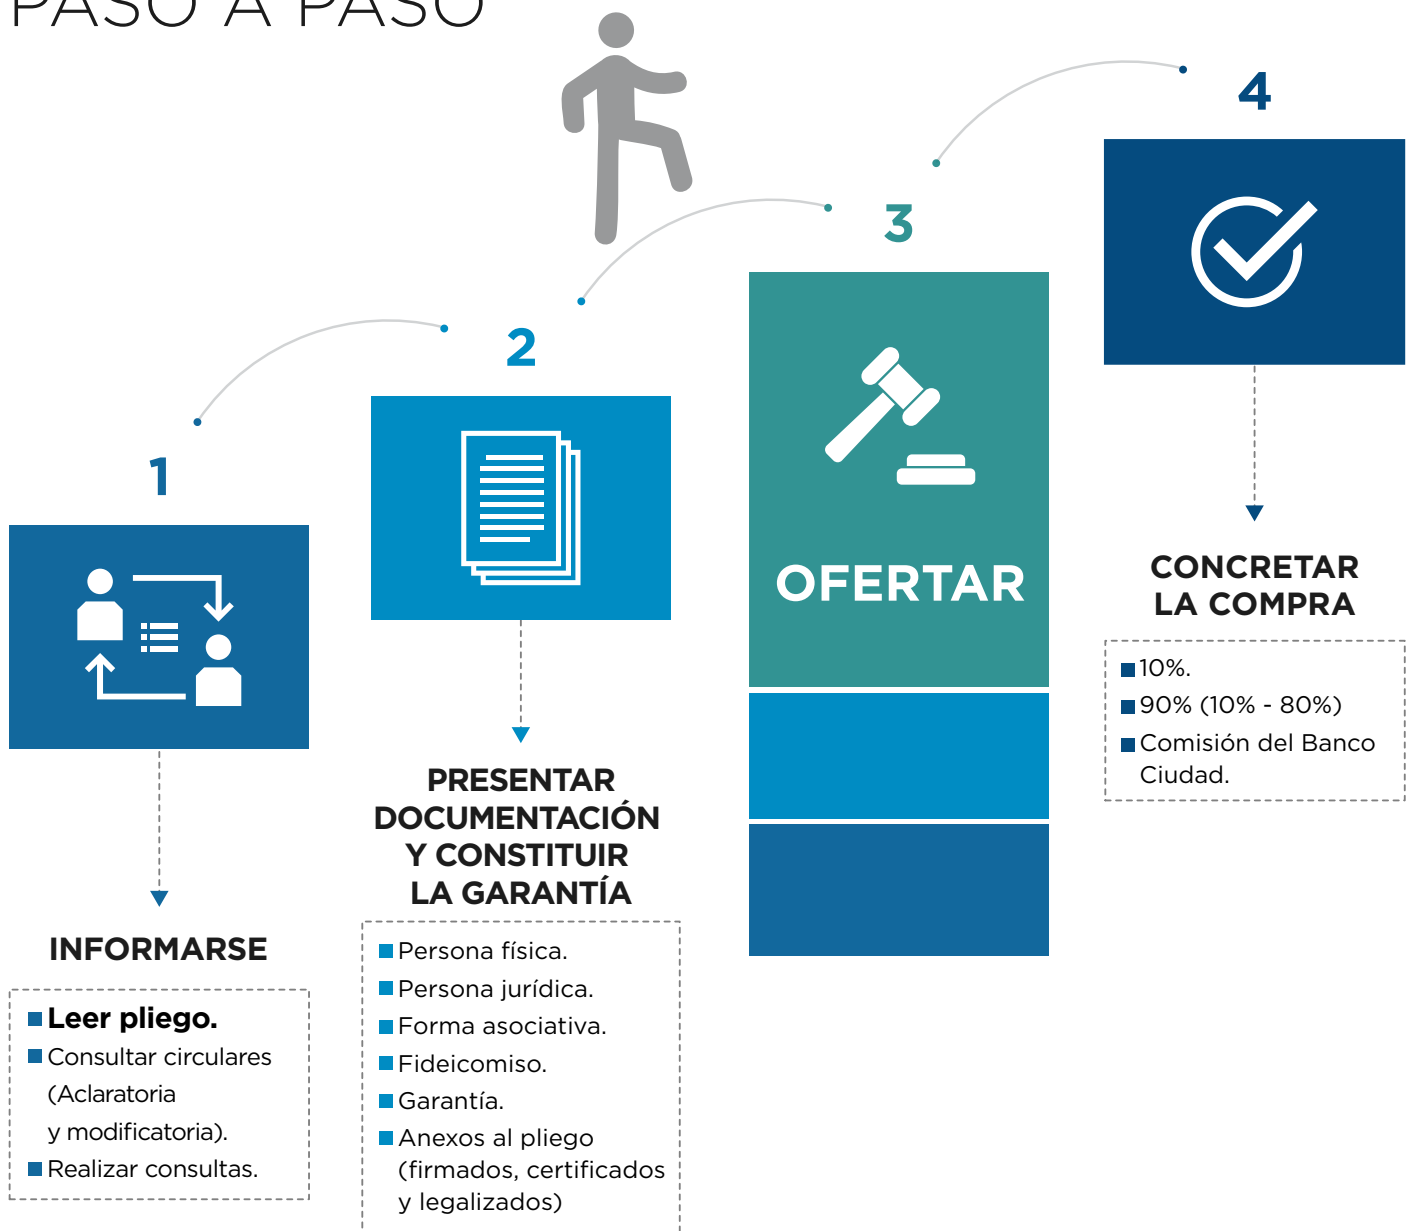 PASO A PASO
1
INFORMARSE
Leer pliego.
Consultar circulares
(Aclaratoria
y modificatoria).
Realizar consultas.
2
PRESENTAR
DOCUMENTACIÓN
Y CONSTITUIR
LA GARANTÍA
Persona física.
Persona jurídica.
Forma asociativa.
Fideicomiso.
Garantía.
Anexos al pliego
(firmados, certificados
y legalizados)
3
OFERTAR
4
CONCRETAR
LA COMPRA
10%.
90% (10% - 80%)
Comisión del Banco
Ciudad.